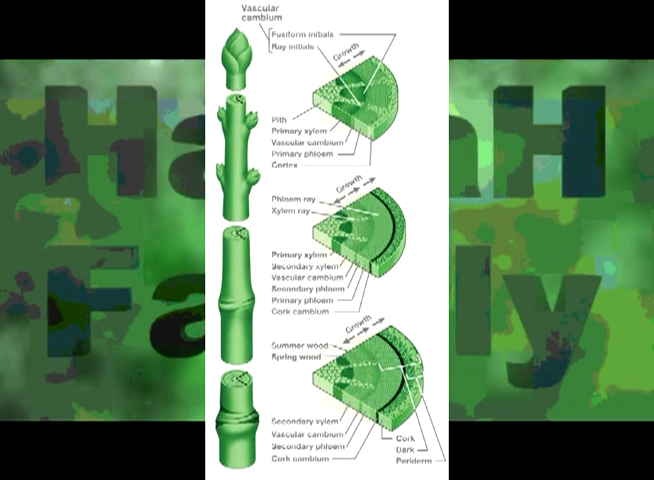 Vascular
cambium
Fusiform initials
Ray initials
Growth
Pith
Primary xylem
Vascular cambium
Primary phloem
Cortex
Growth
Phloem ray
Xylem ray
Primary xylem
Secondary xylem
Vascular cambium
Secondary phloem
Primary phloem
Cork cambium
Growth
Summer wood
Spring wood
Secondary xylem
Vascular cambium
Secondary phloem
Cork cambium
Cork
Periderm